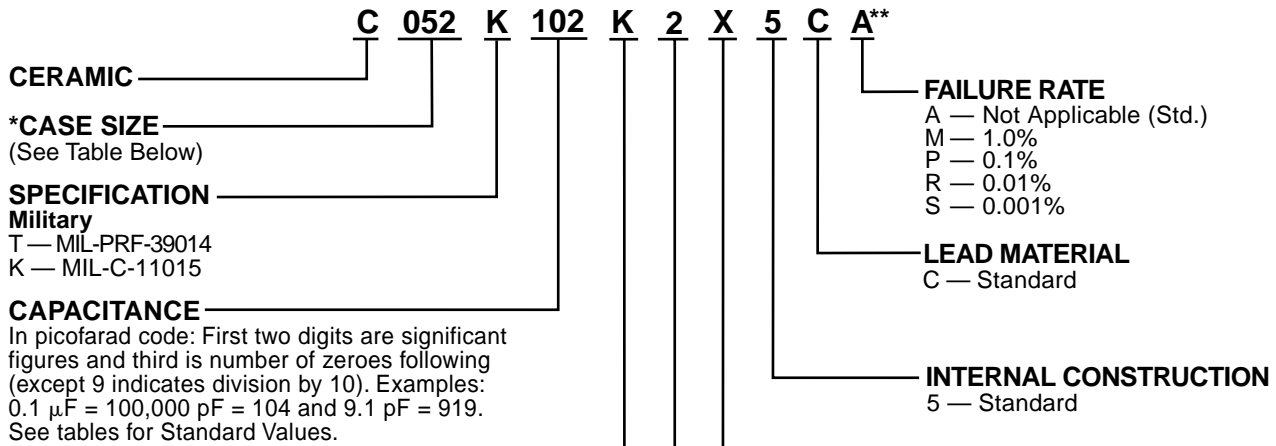 C 052 K 102 K 2 X 5 C A**
CERAMIC
*CASE SIZE
(See Table Below)
SPECIFICATION
Military
T — MIL-PRF-39014
K — MIL-C-11015
CAPACITANCE
In picofarad code: First two digits are significant
figures and third is number of zeroes following
(except 9 indicates division by 10). Examples:
0.1 μF = 100,000 pF = 104 and 9.1 pF = 919.
See tables for Standard Values.
FAILURE RATE
A — Not Applicable (Std.)
M — 1.0%
P — 0.1%
R — 0.01%
S — 0.001%
LEAD MATERIAL
C — Standard
INTERNAL CONSTRUCTION
5 — Standard